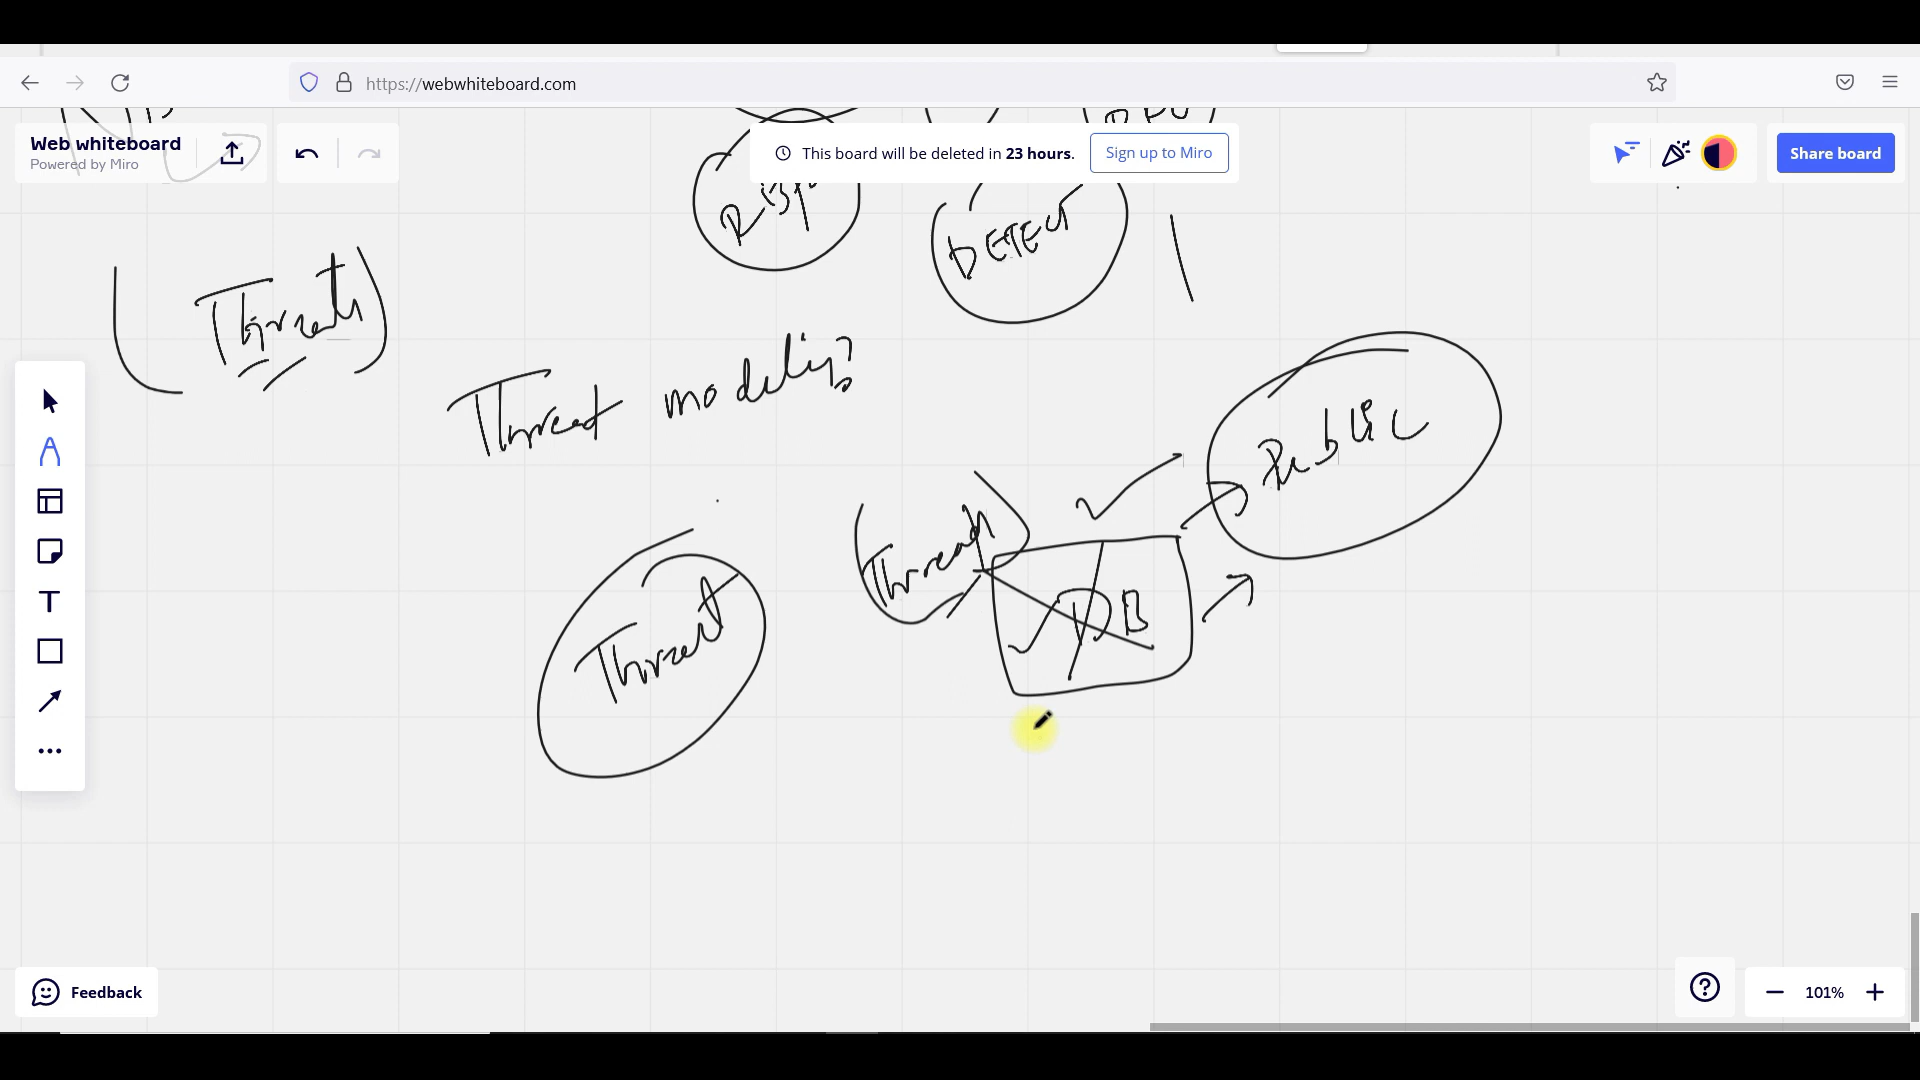 https://webwhiteboard.com
Web whiteboard
Powered by Miro
This board will be deleted in 23 hours.
Sign up to Miro
Share board
DETECT
Threats
Threat modeling
Public
Threat
DB
Threat
T
Feedback
101%